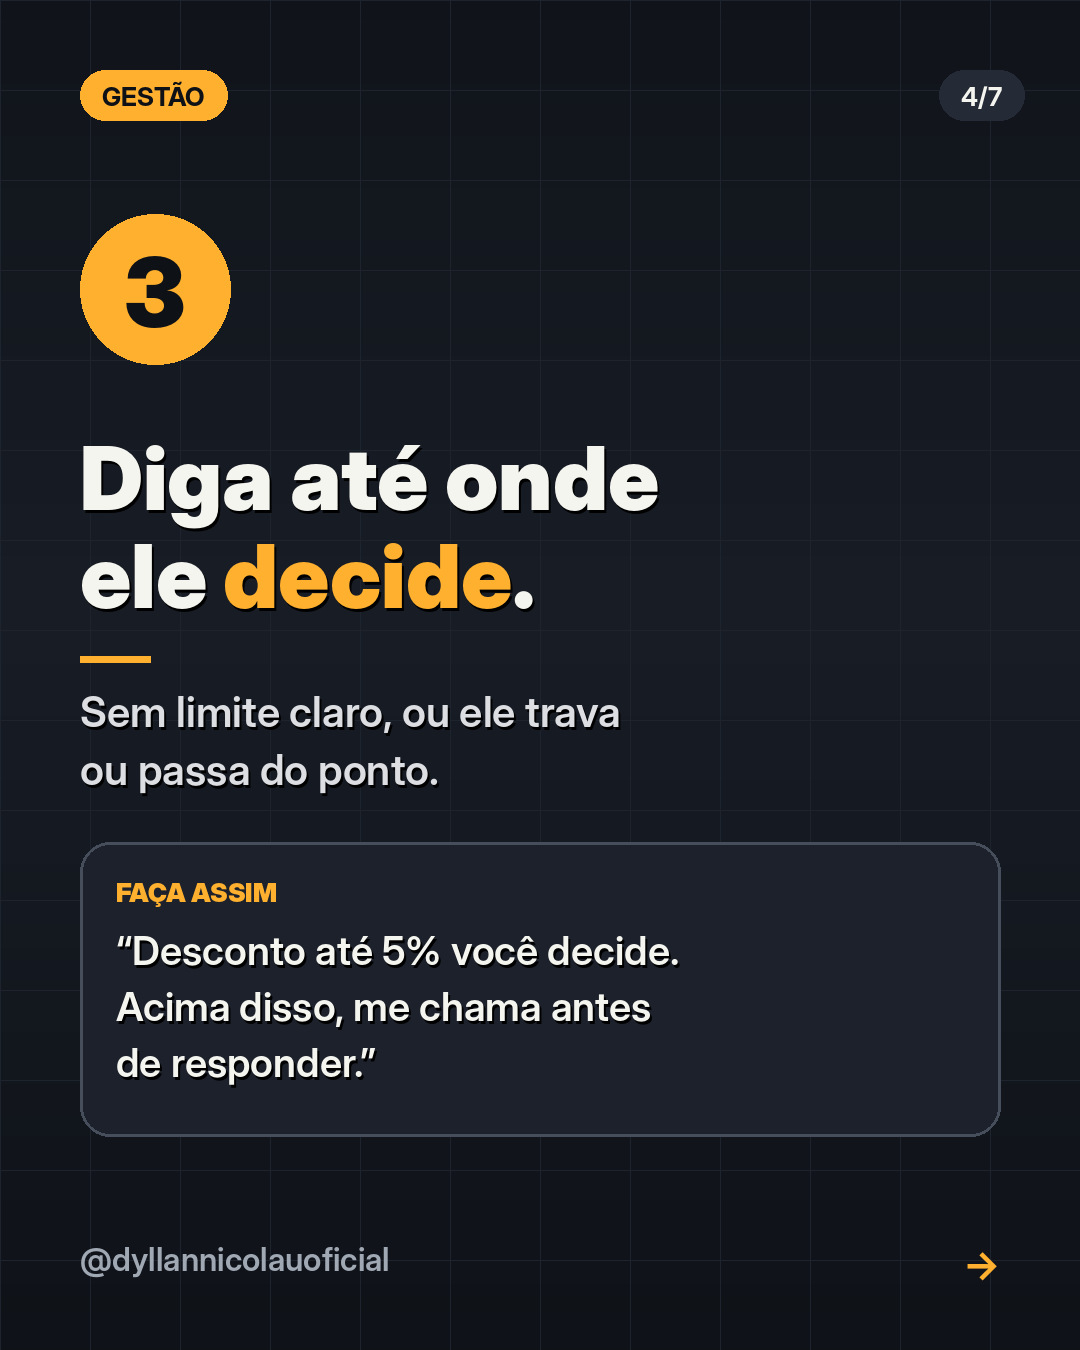 GESTÃO
4/7
3
Diga até onde
ele decide.
Sem limite claro, ou ele trava
ou passa do ponto.
FAÇA ASSIM
“Desconto até 5% você decide.
Acima disso, me chama antes
de responder.”
@dyllannicolauoficial
→